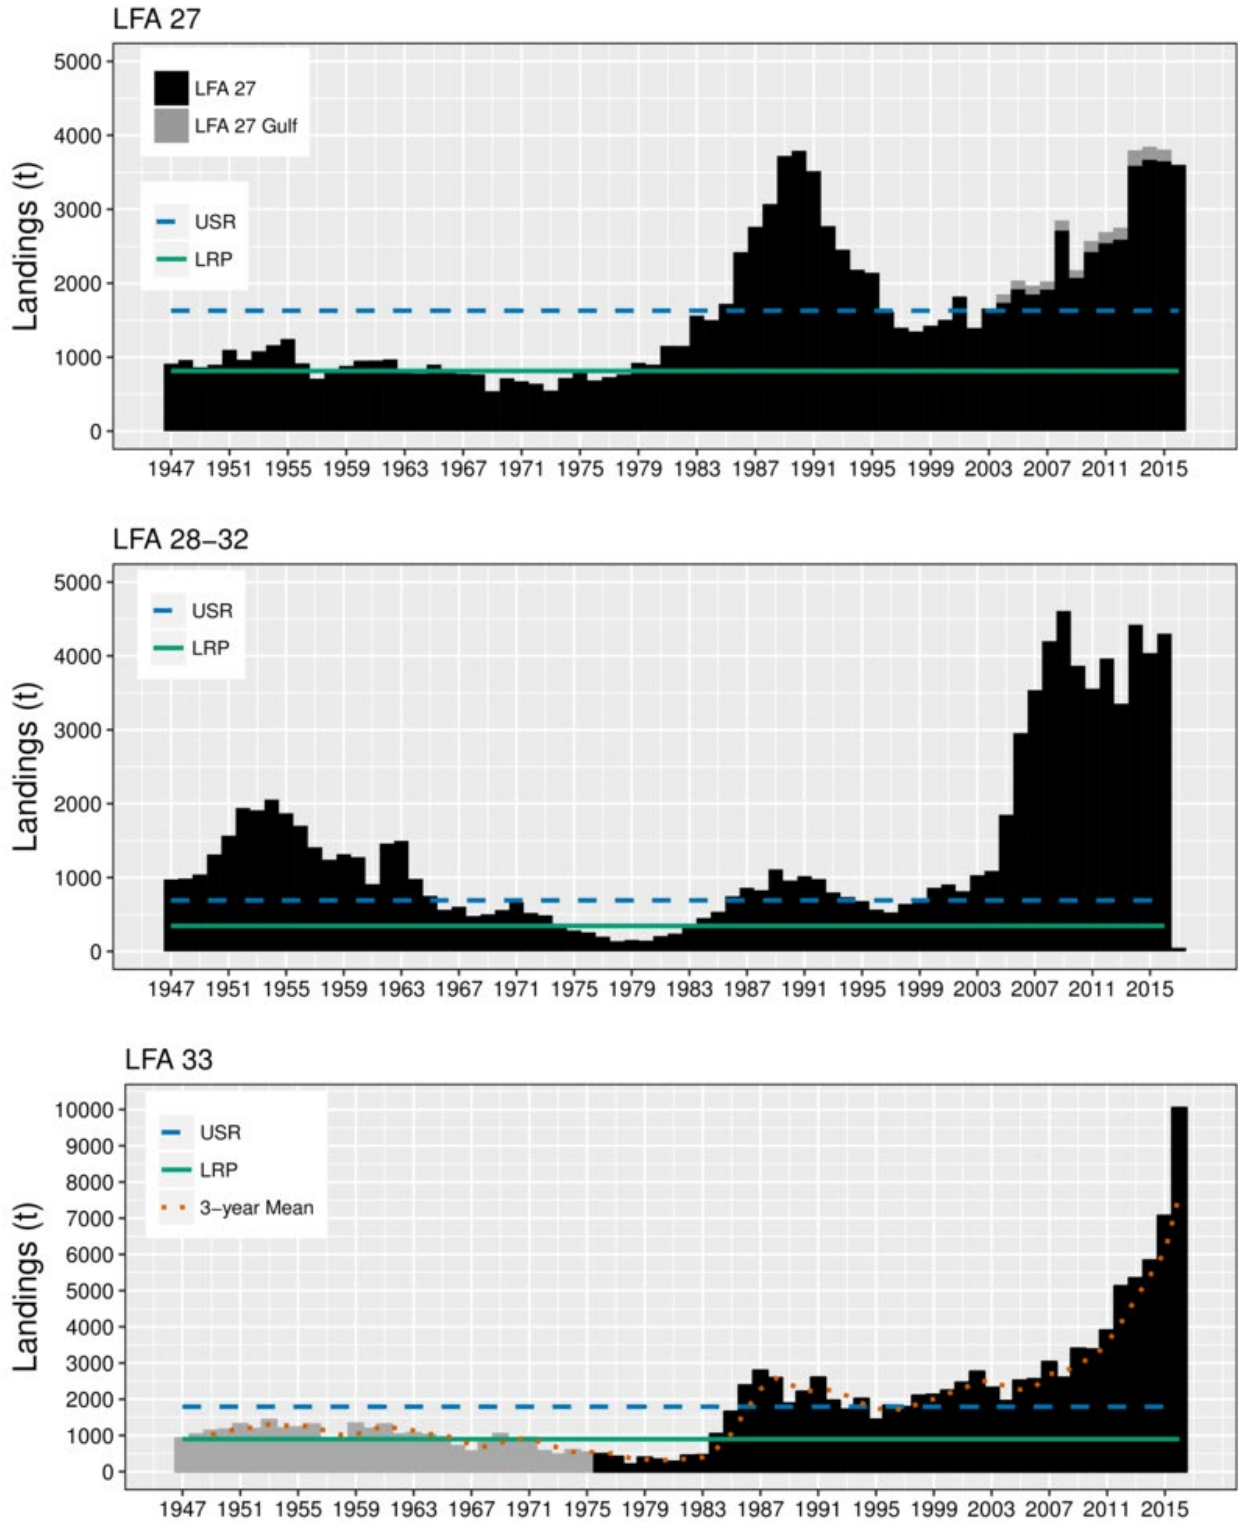 LFA 27
5000
4000
3000
2000
1000
0
Landings (t)
LFA 27
LFA 27 Gulf
USR
LRP
1947 1951 1955 1959 1963 1967 1971 1975 1979 1983 1987 1991 1995 1999 2003 2007 2011 2015
LFA 28–32
5000
4000
3000
2000
1000
0
Landings (t)
USR
LRP
1947 1951 1955 1959 1963 1967 1971 1975 1979 1983 1987 1991 1995 1999 2003 2007 2011 2015
LFA 33
10000
9000
8000
7000
6000
5000
4000
3000
2000
1000
0
Landings (t)
USR
LRP
3–year Mean
1947 1951 1955 1959 1963 1967 1971 1975 1979 1983 1987 1991 1995 1999 2003 2007 2011 2015